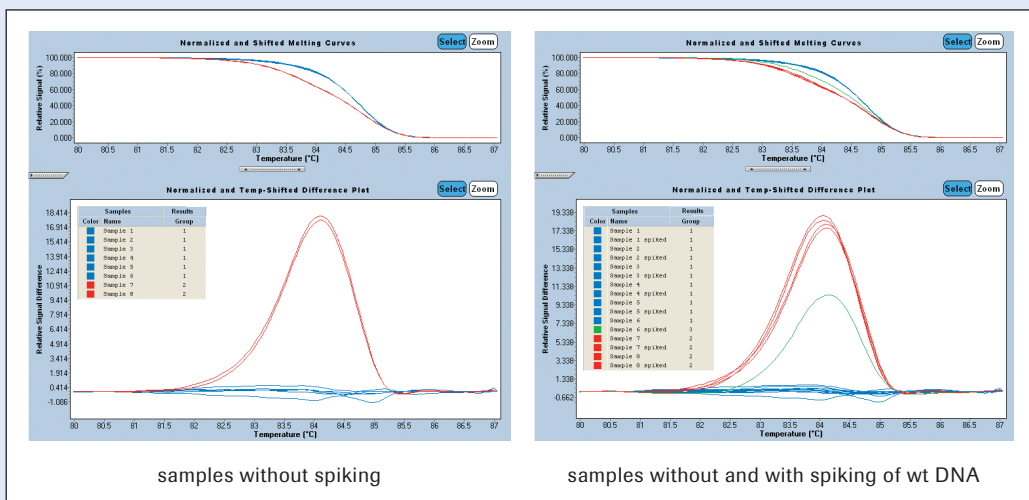 Normalized and Shifted Melting Curves
Select Zoom
Relative Signal (%)
100.000
80.000
60.000
40.000
20.000
0.000
80 80.5 81 81.5 82 82.5 83 83.5 84 84.5 85 85.5 86 86.5 87
Temperature (°C)
Normalized and Temp-Shifted Difference Plot
Select Zoom
Relative Signal Difference
18.414
16.914
15.414
13.914
12.414
10.914
9.414
7.914
6.414
4.914
3.414
1.914
0.414
-1.086
Samples Results
Color Name Group
Sample 1 1
Sample 2 1
Sample 3 1
Sample 4 1
Sample 5 1
Sample 6 1
Sample 7 2
Sample 8 2
80 80.5 81 81.5 82 82.5 83 83.5 84 84.5 85 85.5 86 86.5 87
Temperature (°C)
samples without spiking
Normalized and Shifted Melting Curves
Select Zoom
Relative Signal (%)
100.000
80.000
60.000
40.000
20.000
0.000
80 80.5 81 81.5 82 82.5 83 83.5 84 84.5 85 85.5 86 86.5 87
Temperature (°C)
Normalized and Temp-Shifted Difference Plot
Select Zoom
Relative Signal Difference
19.338
17.338
15.338
13.338
11.338
9.338
7.338
5.338
3.338
1.338
-0.662
Samples Results
Color Name Group
Sample 1 1
Sample 1 spiked 1
Sample 2 1
Sample 2 spiked 1
Sample 3 1
Sample 3 spiked 1
Sample 4 1
Sample 4 spiked 1
Sample 5 1
Sample 5 spiked 1
Sample 6 1
Sample 6 spiked 3
Sample 7 2
Sample 7 spiked 2
Sample 8 2
Sample 8 spiked 2
80 80.5 81 81.5 82 82.5 83 83.5 84 84.5 85 85.5 86 86.5 87
Temperature (°C)
samples without and with spiking of wt DNA